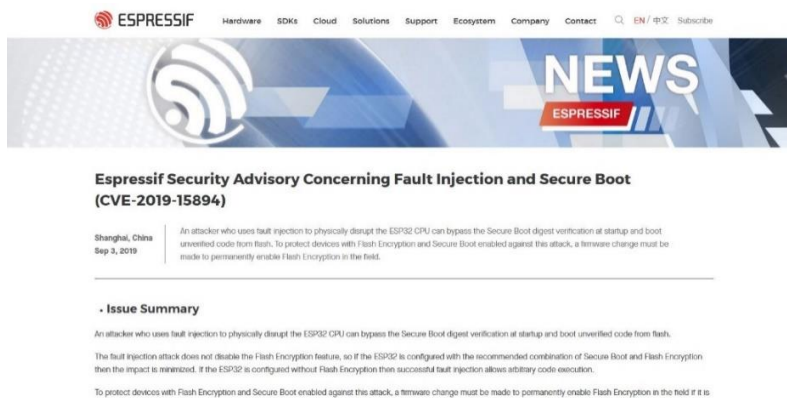 ESPRESSIF Hardware SDKs Cloud Solutions Support Ecosystem Company Contact EN / 中文 Subscribe
NEWS
ESPRESSIF
Espressif Security Advisory Concerning Fault Injection and Secure Boot
(CVE-2019-15894)
Shanghai, China
Sep 3, 2019
An attacker who uses fault injection to physically disrupt the ESP32 CPU can bypass the Secure Boot digest verification at startup and boot
unverified code from flash. To protect devices with Flash Encryption and Secure Boot enabled against this attack, a firmware change must be
made to permanently enable Flash Encryption in the field.
• Issue Summary
An attacker who uses fault injection to physically disrupt the ESP32 CPU can bypass the Secure Boot digest verification at startup and boot unverified code from flash.
The fault injection attack does not disable the Flash Encryption feature, so if the ESP32 is configured with the recommended combination of Secure Boot and Flash Encryption
then the impact is minimized. If the ESP32 is configured without Flash Encryption then successful fault injection allows arbitrary code execution.
To protect devices with Flash Encryption and Secure Boot enabled against this attack, a firmware change must be made to permanently enable Flash Encryption in the field if it is